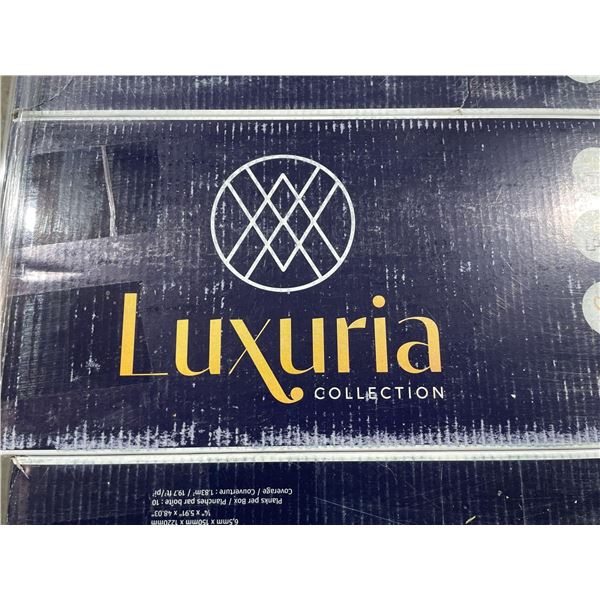 Luxuria
COLLECTION
6.5mm x 150mm x 1220mm
¼" x 5.91" x 48.03"
Planks per Box / Planches par boîte : 10
Coverage / Couverture : 1.83m² / 19.7 ft²/pi²